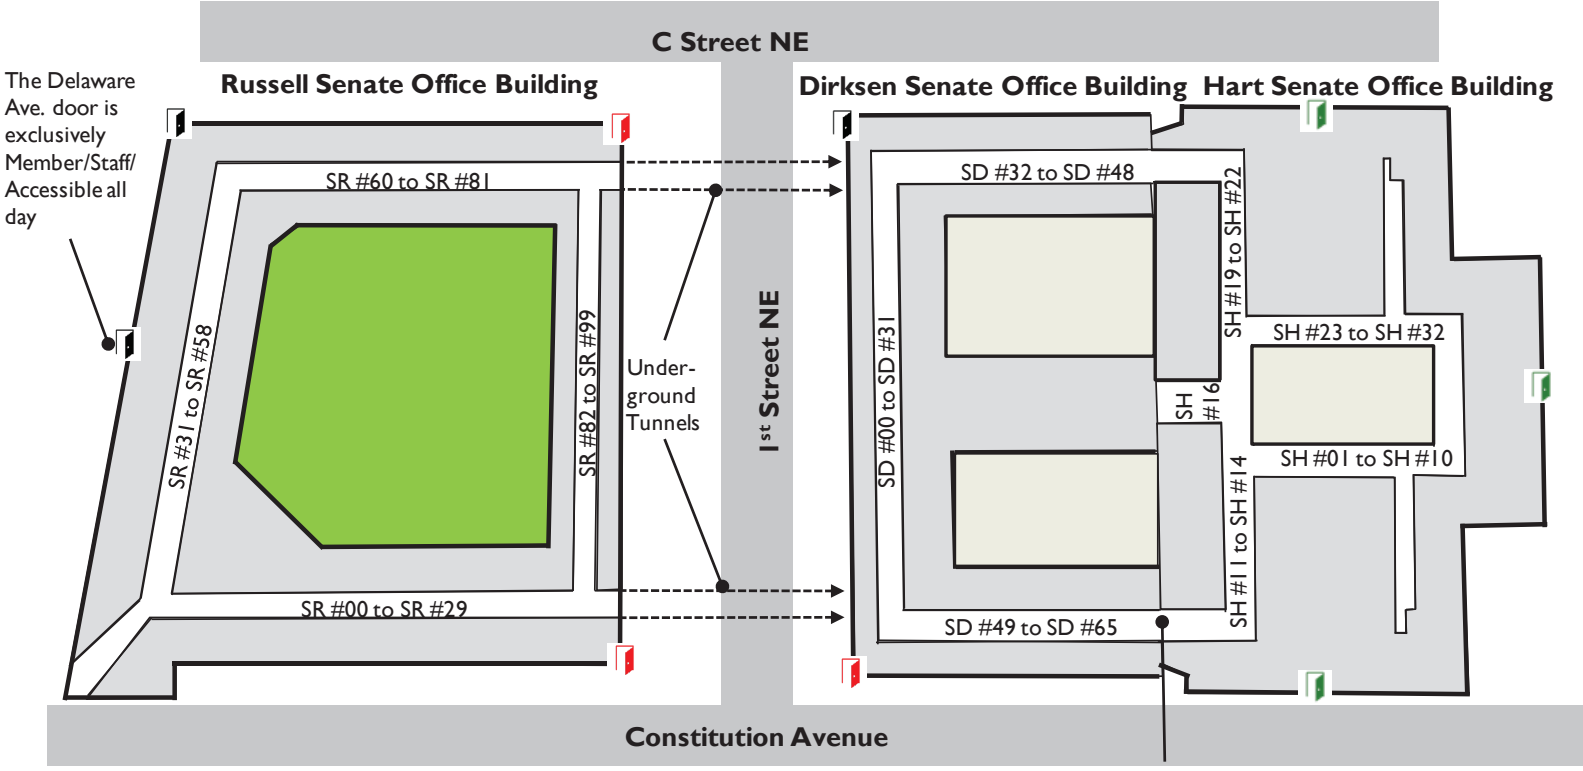 C Street NE
The Delaware
Ave. door is
exclusively
Member/Staff/
Accessible all
day
Russell Senate Office Building
Dirksen Senate Office Building
Hart Senate Office Building
SR #60 to SR #81
SR #31 to SR #58
SR #82 to SR #99
SR #00 to SR #29
Under-
ground
Tunnels
1st Street NE
SD #32 to SD #48
SD #00 to SD #31
SD #49 to SD #65
SH #19 to SH #22
SH #23 to SH #32
SH
#16
SH #01 to SH #10
SH #11 to SH #14
Constitution Avenue